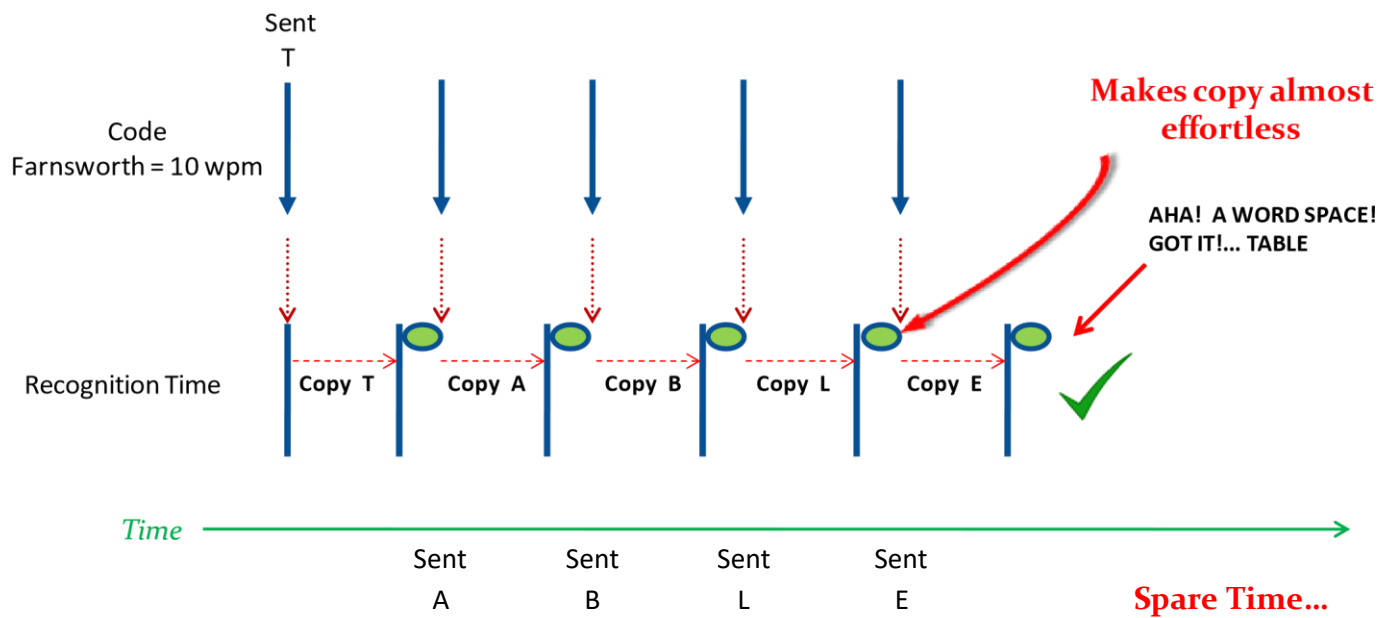 Sent
T
Makes copy almost
effortless
Code
Farnsworth = 10 wpm
AHA! A WORD SPACE!
GOT IT!... TABLE
Recognition Time
Copy T
Copy A
Copy B
Copy L
Copy E
Time
Sent
A
Sent
B
Sent
L
Sent
E
Spare Time...